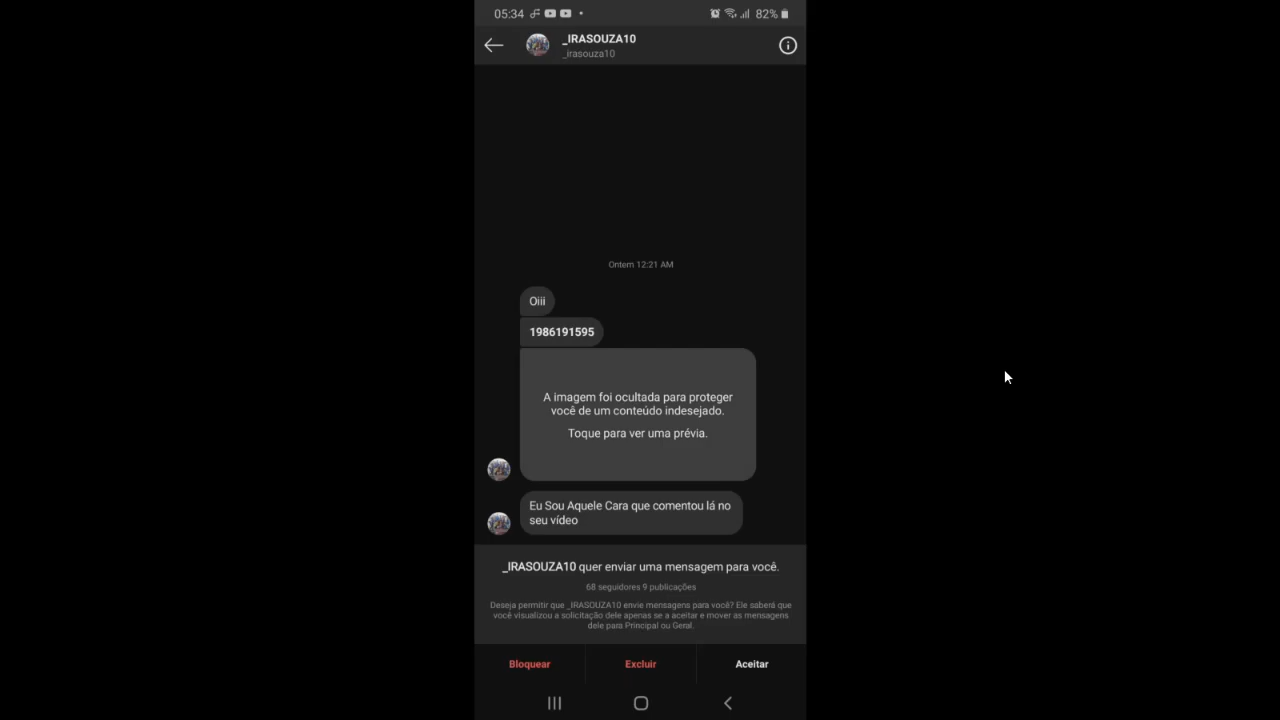 05:34
82%
_IRASOUZA10
_irasouza10
Ontem 12:21 AM
Oiii
1986191595
A imagem foi ocultada para proteger
você de um conteúdo indesejado.
Toque para ver uma prévia.
Eu Sou Aquele Cara que comentou lá no
seu vídeo
_IRASOUZA10 quer enviar uma mensagem para você.
68 seguidores 9 publicações
Deseja permitir que _IRASOUZA10 envie mensagens para você? Ele saberá que
você visualizou a solicitação dele apenas se a aceitar e mover as mensagens
dele para Principal ou Geral.
Bloquear
Excluir
Aceitar